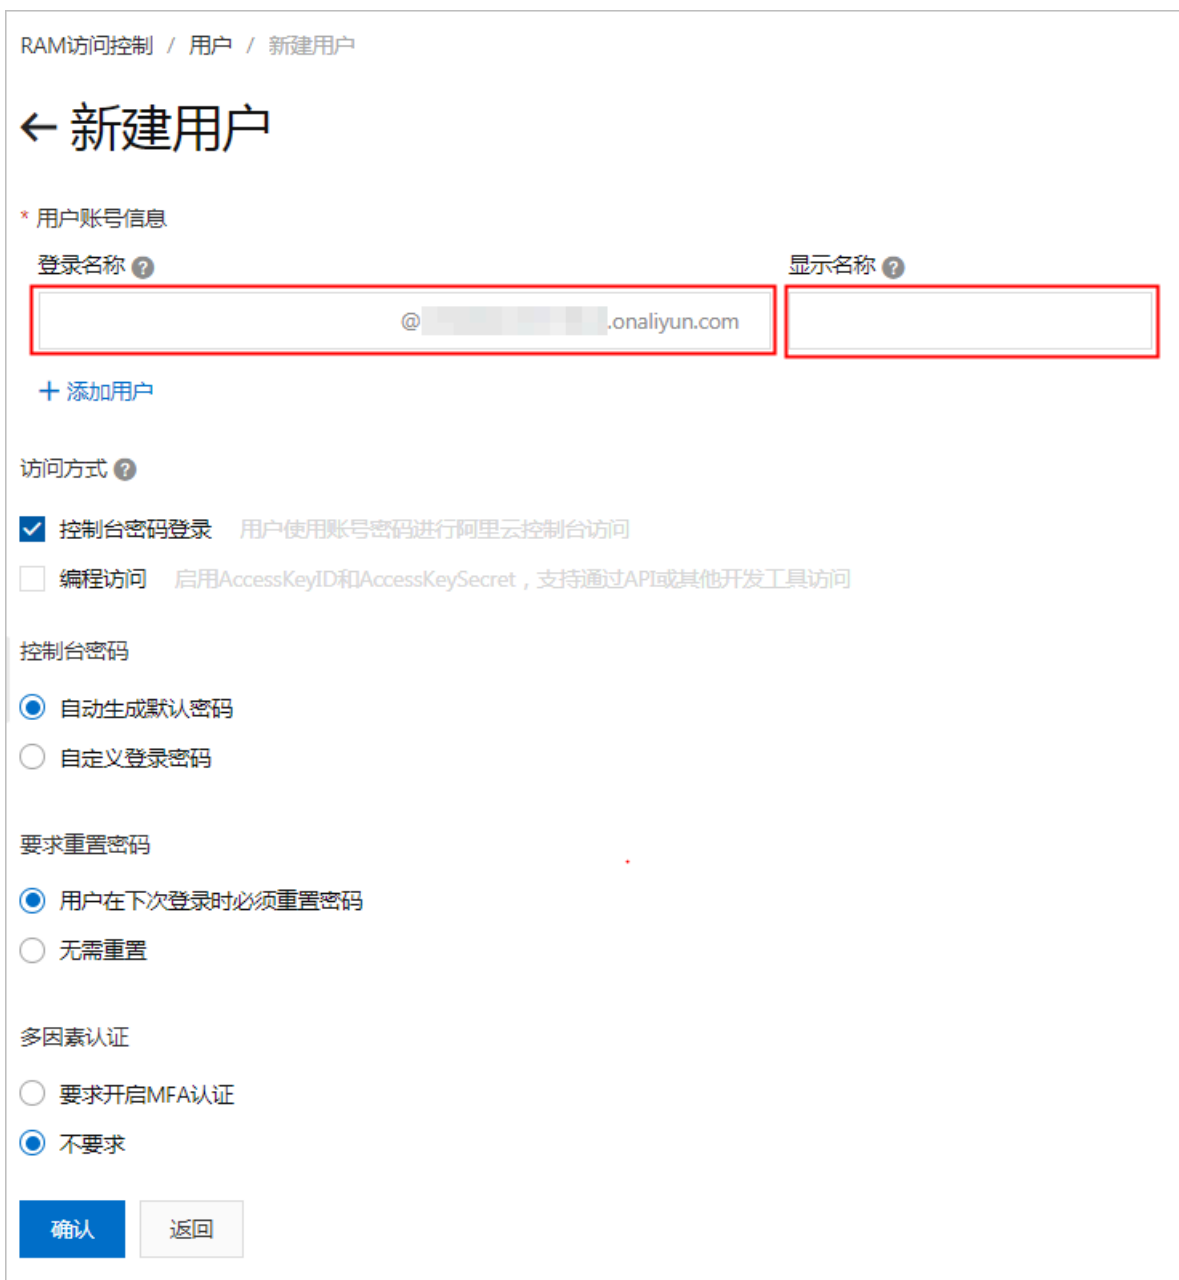 RAM访问控制 / 用户 / 新建用户
← 新建用户
* 用户账号信息
登录名称 ? 显示名称 ?
@ .onaliyun.com
+ 添加用户
访问方式 ?
控制台密码登录 用户使用账号密码进行阿里云控制台访问
编程访问 启用AccessKeyID和AccessKeySecret，支持通过API或其他开发工具访问
控制台密码
自动生成默认密码
自定义登录密码
要求重置密码
用户在下次登录时必须重置密码
无需重置
多因素认证
要求开启MFA认证
不要求
确认 返回